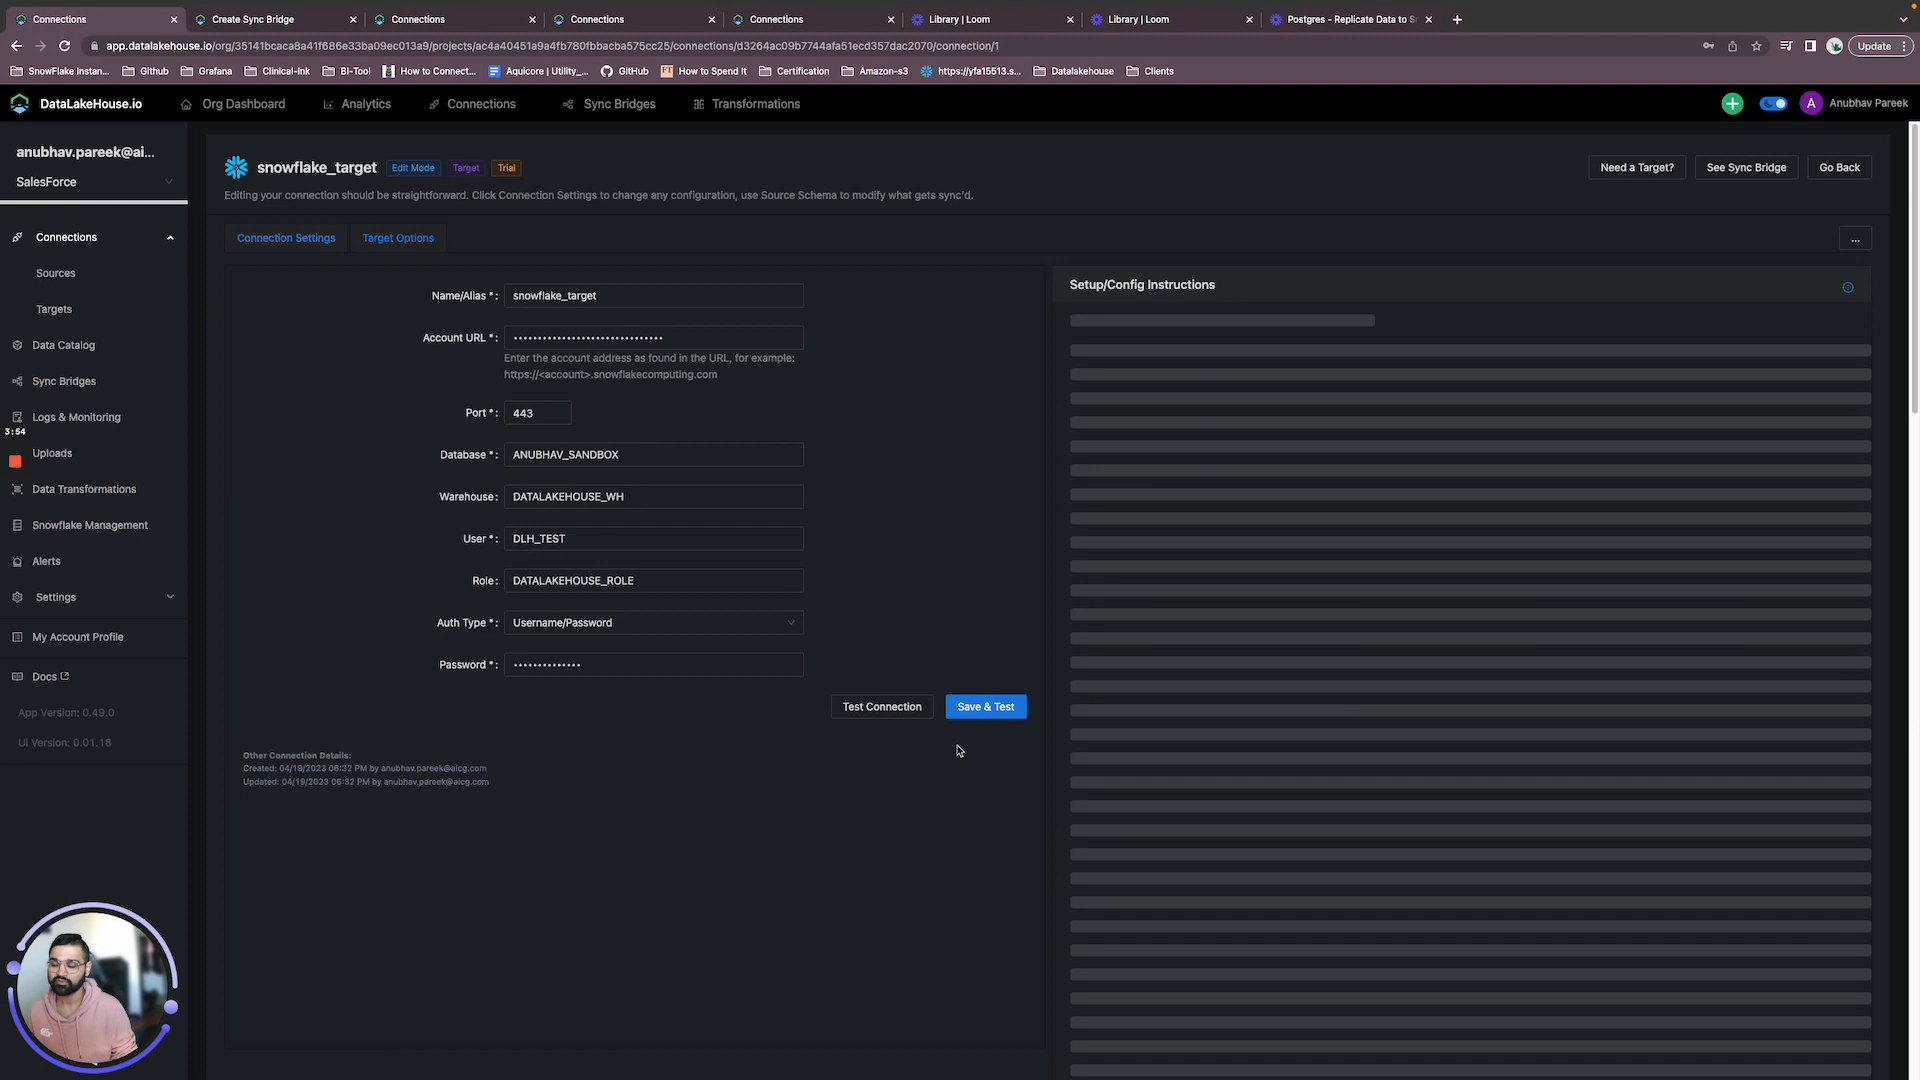 Connections
Create Sync Bridge
Connections
Connections
Connections
Library | Loom
Library | Loom
Postgres - Replicate Data to S
app.datalakehouse.io/org/35141bcaca8a41f686e33ba09ec013a9/projects/ac4a40451a9a4fb780fbbacba575cc25/connections/d3264ac09b7744afa51ecd357dac2070/connection/1
Update
SnowFlake Instan...
Github
Grafana
Clinical-Ink
BI-Tool
How to Connect...
Aquicore | Utility_...
GitHub
How to Spend It
Certification
Amazon-s3
https://yfa15513.s...
Datalakehouse
Clients
DataLakeHouse.io
Org Dashboard
Analytics
Connections
Sync Bridges
Transformations
A
Anubhav Pareek
anubhav.pareek@ai...
SalesForce
Connections
Sources
Targets
Data Catalog
Sync Bridges
Logs & Monitoring
3:54
Uploads
Data Transformations
Snowflake Management
Alerts
Settings
My Account Profile
Docs
App Version: 0.49.0
UI Version: 0.01.18
snowflake_target
Edit Mode
Target
Trial
Need a Target?
See Sync Bridge
Go Back
Editing your connection should be straightforward. Click Connection Settings to change any configuration, use Source Schema to modify what gets sync'd.
Connection Settings
Target Options
...
Name/Alias * : snowflake_target
Account URL * : •••••••••••••••••••••••••••••••
Enter the account address as found in the URL, for example:
https://<account>.snowflakecomputing.com
Port * : 443
Database * : ANUBHAV_SANDBOX
Warehouse : DATALAKEHOUSE_WH
User * : DLH_TEST
Role : DATALAKEHOUSE_ROLE
Auth Type * : Username/Password
Password * : ••••••••••••••
Test Connection
Save & Test
Other Connection Details:
Created: 04/19/2023 06:32 PM by anubhav.pareek@aicg.com
Updated: 04/19/2023 06:32 PM by anubhav.pareek@aicg.com
Setup/Config Instructions